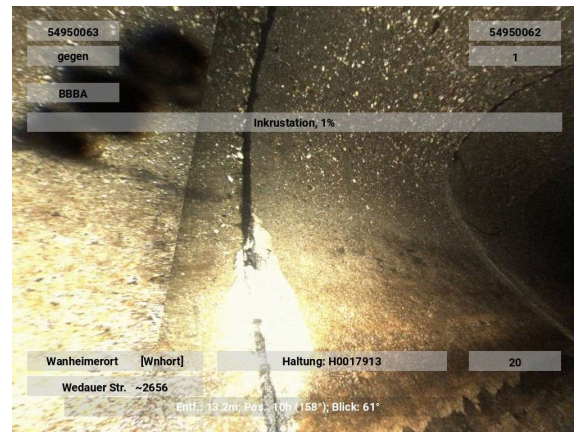 54950063 54950062
gegen 1
BBBA
Inkrustation, 1%
Wanheimerort [Wnhort] Haltung: H0017913 20
Wedauer Str. ~2656
Entf.: 13.2m; Pos.: 10h (158°); Blick: 61°